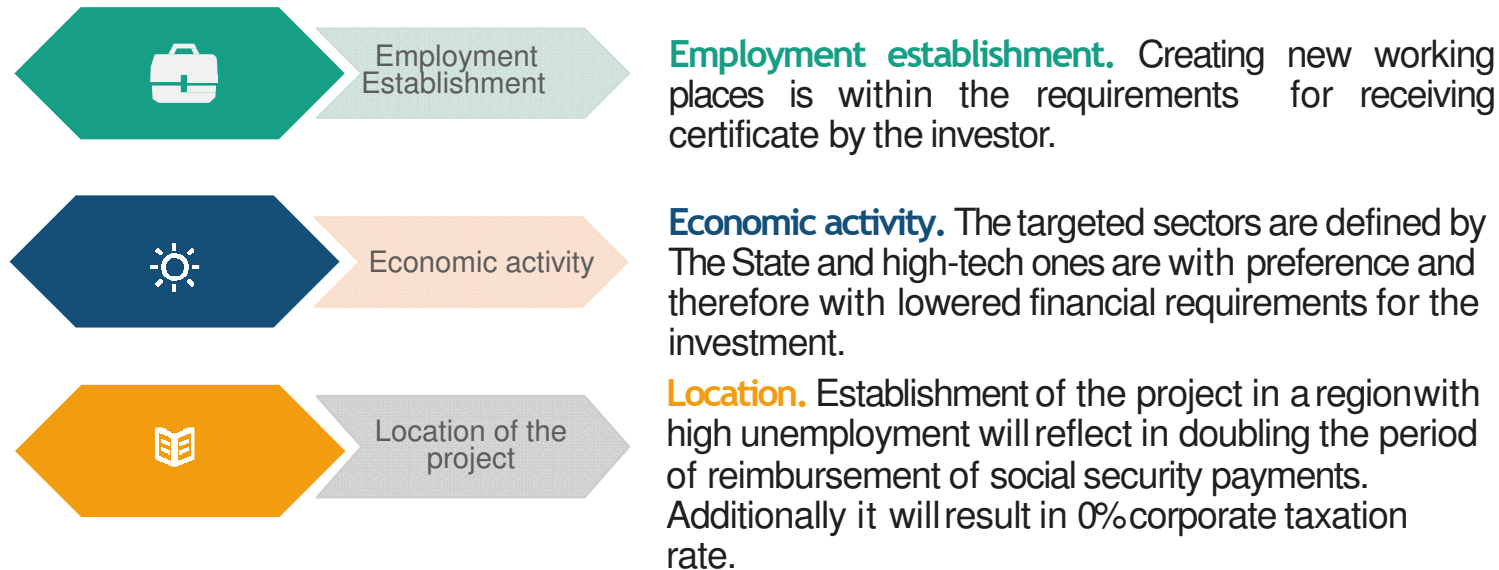 Employment
Establishment
Employment establishment. Creating new working
places is within the requirements for receiving
certificate by the investor.
Economic activity
Economic activity. The targeted sectors are defined by
The State and high-tech ones are with preference and
therefore with lowered financial requirements for the
investment.
Location of the
project
Location. Establishment of the project in a region with
high unemployment will reflect in doubling the period
of reimbursement of social security payments.
Additionally it will result in 0% corporate taxation
rate.